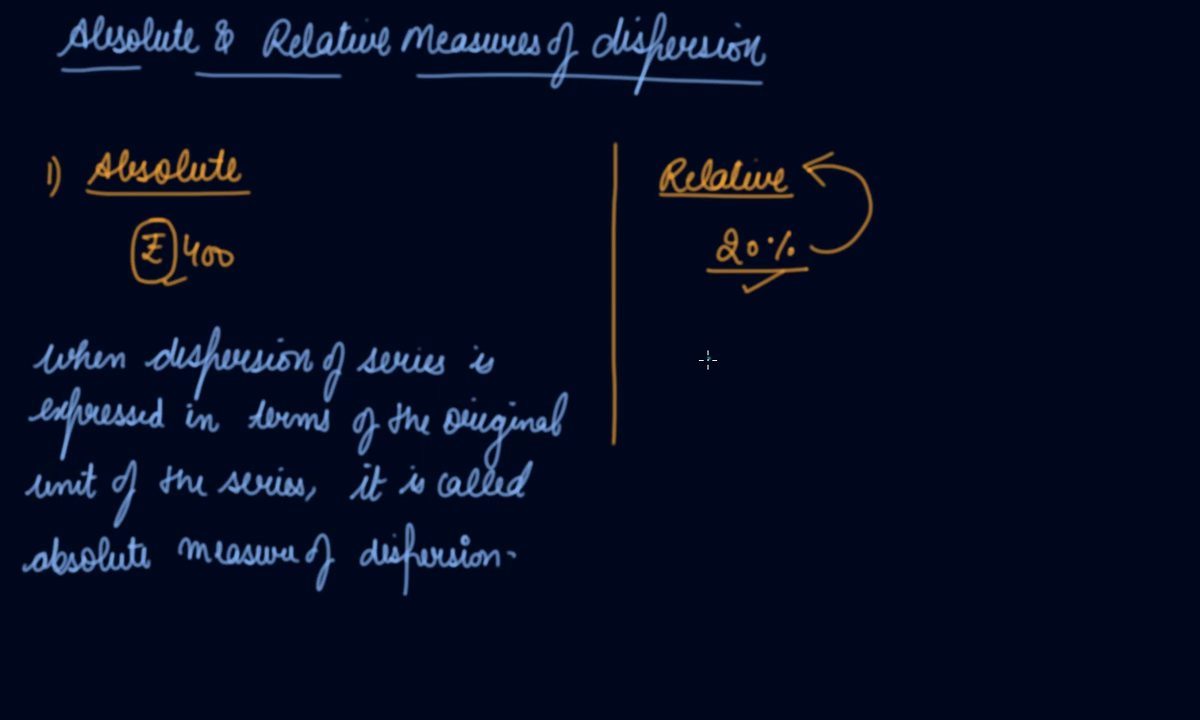 Absolute & Relative Measures of dispersion
1) Absolute
₹ 400
when dispersion of series is
expressed in terms of the original
unit of the series, it is called
absolute measure of dispersion.
Relative
20%